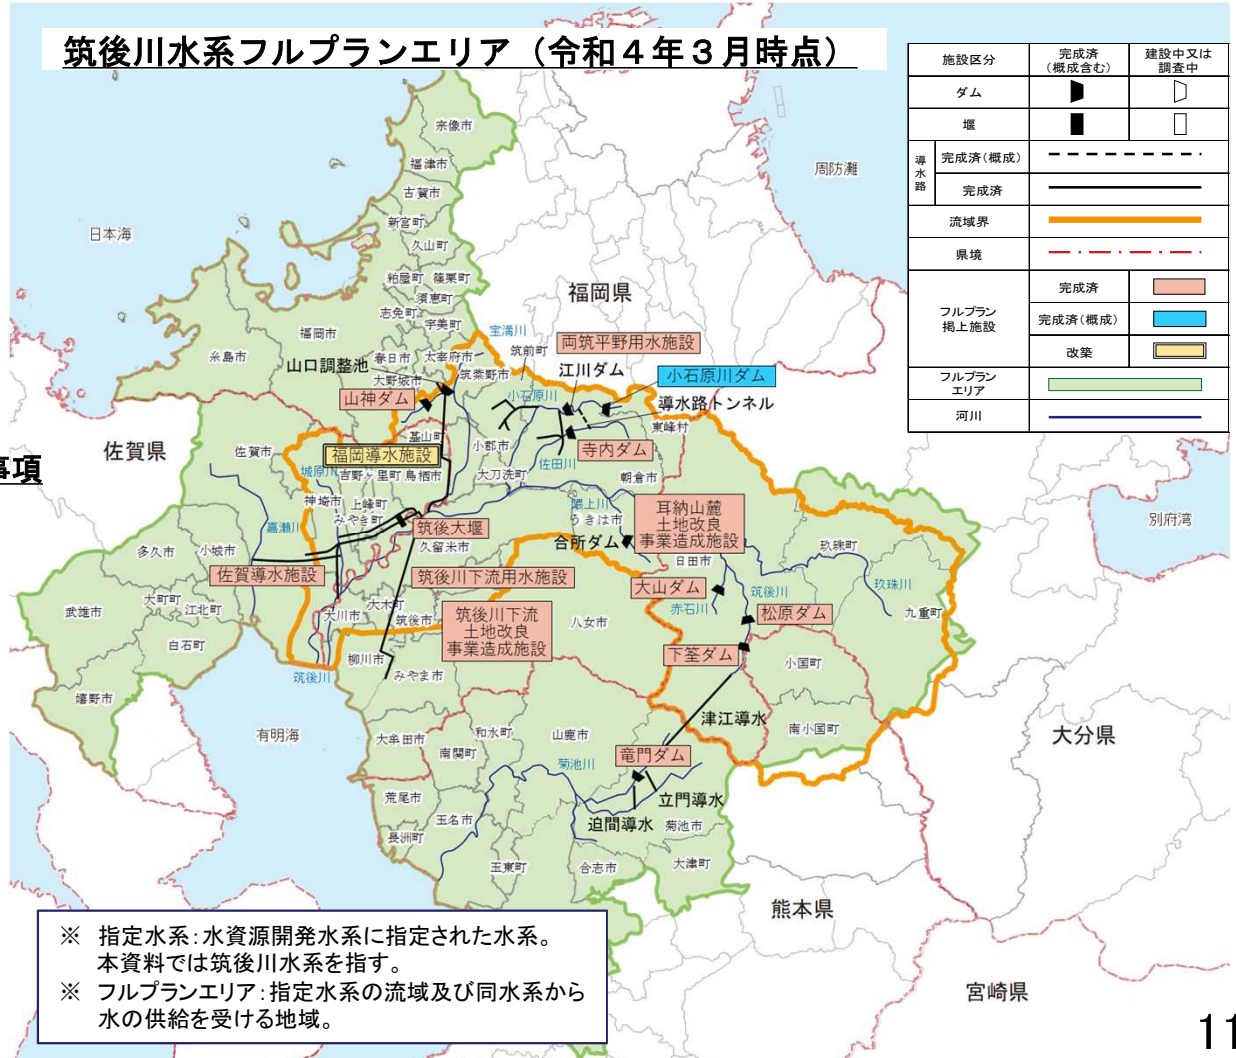 筑後川水系フルプランエリア（令和４年３月時点）
施設区分
完成済
（概成含む）
建設中又は
調査中
ダム
堰
導水路
完成済（概成）
完成済
流域界
県境
フルプラン
掲上施設
完成済
完成済（概成）
改築
フルプラン
エリア
河川
日本海
周防灘
別府湾
有明海
福岡県
佐賀県
大分県
熊本県
宮崎県
事項
宗像市
福津市
古賀市
新宮町
久山町
粕屋町
篠栗町
須恵町
志免町
宇美町
福岡市
糸島市
春日市
太宰府市
大野城市
筑紫野市
筑前町
宝満川
両筑平野用水施設
江川ダム
小石原川ダム
導水路トンネル
山口調整池
山神ダム
小石原川
東峰村
基山町
小郡市
寺内ダム
福岡導水施設
佐賀市
城原川
吉野ヶ里町
鳥栖市
大刀洗町
佐田川
朝倉市
神埼市
上峰町
みやき町
嘉瀬川
筑後大堰
久留米市
隈上川
うきは市
合所ダム
耳納山麓
土地改良
事業造成施設
日田市
玖珠町
玖珠川
九重町
多久市
小城市
佐賀導水施設
筑後川下流用水施設
大山ダム
赤石川
筑後川
松原ダム
武雄市
大町町
江北町
白石町
大川市
大木町
筑後市
筑後川下流
土地改良
事業造成施設
八女市
下筌ダム
小国町
嬉野市
筑後川
柳川市
みやま市
津江導水
南小国町
大牟田市
南関町
和水町
山鹿市
菊池川
竜門ダム
立門導水
迫間導水
菊池市
荒尾市
長洲町
玉名市
玉東町
合志市
大津町
※　指定水系：水資源開発水系に指定された水系。
本資料では筑後川水系を指す。
※　フルプランエリア：指定水系の流域及び同水系から
水の供給を受ける地域。
11